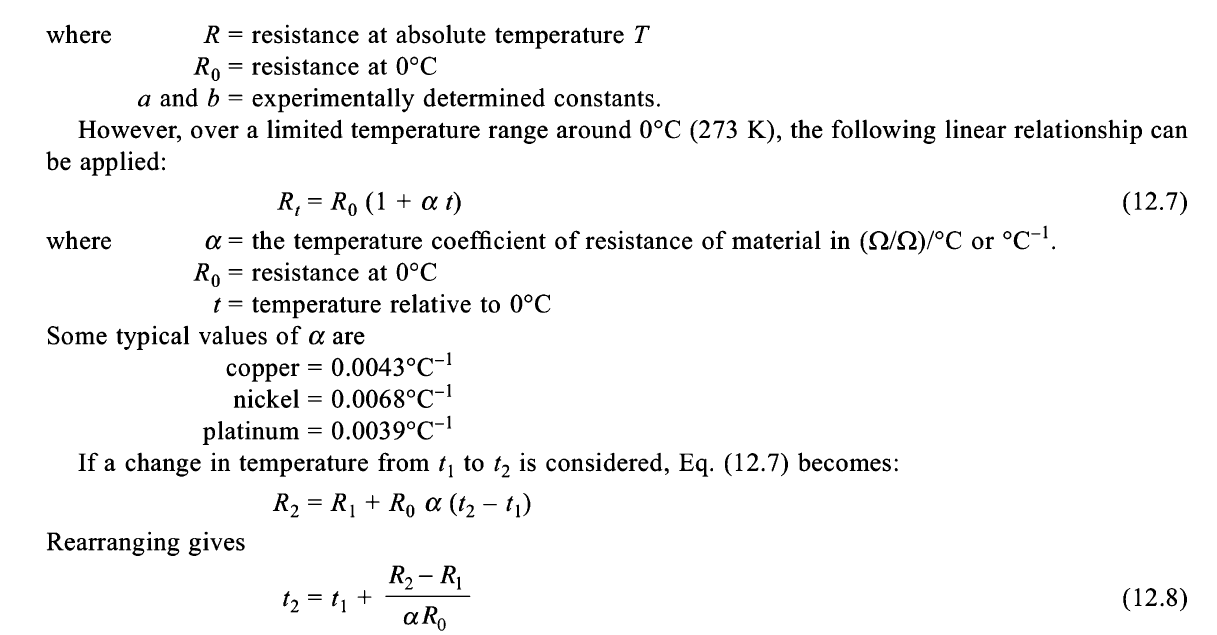 where R = resistance at absolute temperature T
R₀ = resistance at 0°C
a and b = experimentally determined constants.
However, over a limited temperature range around 0°C (273 K), the following linear relationship can
be applied:
Rₜ = R₀ (1 + α t) (12.7)
where α = the temperature coefficient of resistance of material in (Ω/Ω)/°C or °C⁻¹.
R₀ = resistance at 0°C
t = temperature relative to 0°C
Some typical values of α are
copper = 0.0043°C⁻¹
nickel = 0.0068°C⁻¹
platinum = 0.0039°C⁻¹
If a change in temperature from t₁ to t₂ is considered, Eq. (12.7) becomes:
R₂ = R₁ + R₀ α (t₂ – t₁)
Rearranging gives
t₂ = t₁ + (R₂ – R₁)/(αR₀) (12.8)